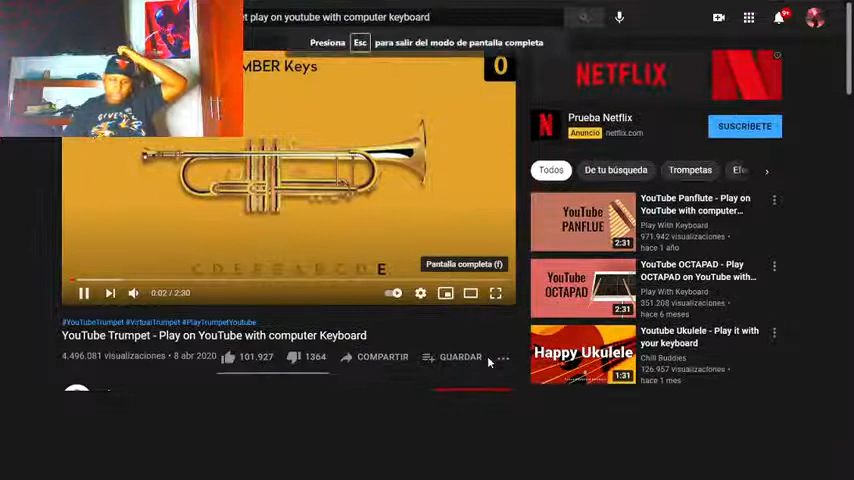 t play on youtube with computer keyboard
Presiona Esc para salir del modo de pantalla completa
MBER Keys
0
C D E F G A B C D E
Pantalla completa (f)
0:02 / 2:30
#YouTubeTrumpet #VirtualTrumpet #PlayTrumpetYoutube
YouTube Trumpet - Play on YouTube with computer Keyboard
4.496.081 visualizaciones • 8 abr 2020
101.927
1364
COMPARTIR
GUARDAR
9+
NETFLIX
N
Prueba Netflix
Anuncio netflix.com
SUSCRÍBETE
Todos
De tu búsqueda
Trompetas
Efe
YouTube PANFLUE
2:31
YouTube Panflute - Play on YouTube with computer...
Play With Keyboard
971.942 visualizaciones •
hace 1 año
YouTube OCTAPAD
2:31
YouTube OCTAPAD - Play OCTAPAD on YouTube with...
Play With Keyboard
351.208 visualizaciones •
hace 6 meses
Happy Ukulele
1:31
Youtube Ukulele - Play it with your keyboard
Chill Buddies
126.957 visualizaciones •
hace 1 mes